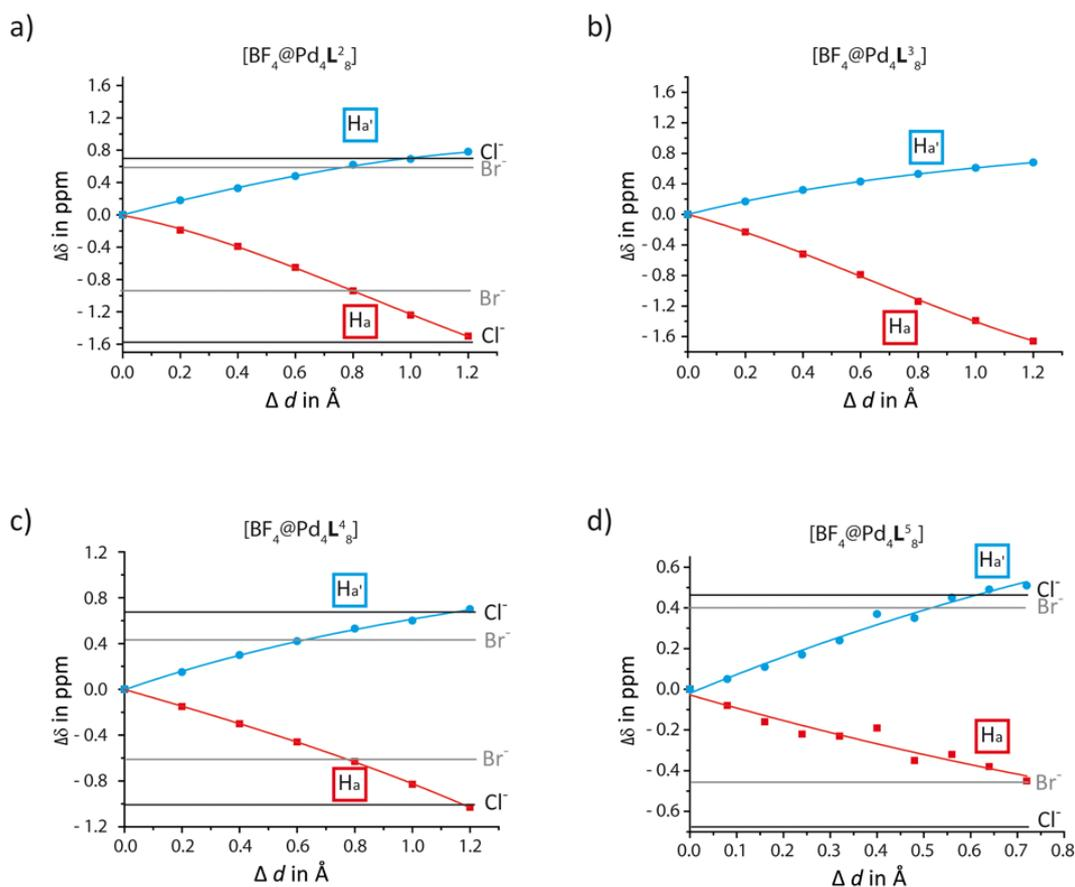 a)
[BF₄@Pd₄L²₈]
Δδ in ppm
1.6
1.2
0.8
0.4
0.0
- 0.4
- 0.8
- 1.2
- 1.6
Ha'
Cl⁻
Br⁻
Br⁻
Ha
Cl⁻
0.0 0.2 0.4 0.6 0.8 1.0 1.2
Δ d in Å
b)
[BF₄@Pd₄L³₈]
Δδ in ppm
1.6
1.2
0.8
0.4
0.0
- 0.4
- 0.8
- 1.2
- 1.6
Ha'
Ha
0.0 0.2 0.4 0.6 0.8 1.0 1.2
Δ d in Å
c)
[BF₄@Pd₄L⁴₈]
Δδ in ppm
1.2
0.8
0.4
0.0
- 0.4
- 0.8
- 1.2
Ha'
Cl⁻
Br⁻
Br⁻
Ha
Cl⁻
0.0 0.2 0.4 0.6 0.8 1.0 1.2
Δ d in Å
d)
[BF₄@Pd₄L⁵₈]
Δδ in ppm
0.6
0.4
0.2
0.0
- 0.2
- 0.4
- 0.6
Ha'
Cl⁻
Br⁻
Ha
Br⁻
Cl⁻
0.0 0.1 0.2 0.3 0.4 0.5 0.6 0.7 0.8
Δ d in Å